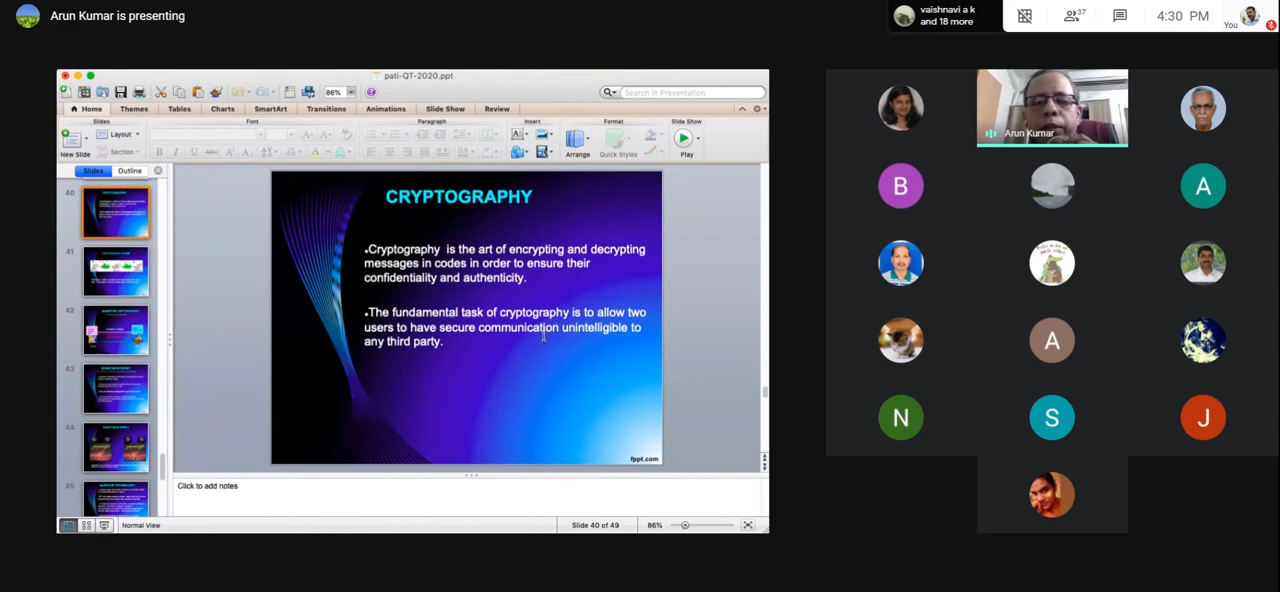 Arun Kumar is presenting
vaishnavi a k
and 18 more
37
4:30 PM
You
pati-QT-2020.ppt
86%
Search in Presentation
Home
Themes
Tables
Charts
SmartArt
Transitions
Animations
Slide Show
Review
Slides
Font
Paragraph
Insert
Format
Slide Show
New Slide
Layout
Section
Arrange
Quick Styles
Play
Slides
Outline
40
41
42
43
44
45
CRYPTOGRAPHY
•Cryptography is the art of encrypting and decrypting
messages in codes in order to ensure their
confidentiality and authenticity.
•The fundamental task of cryptography is to allow two
users to have secure communication unintelligible to
any third party.
fppt.com
Click to add notes
Normal View
Slide 40 of 49
86%
Arun Kumar
B
A
A
N
S
J